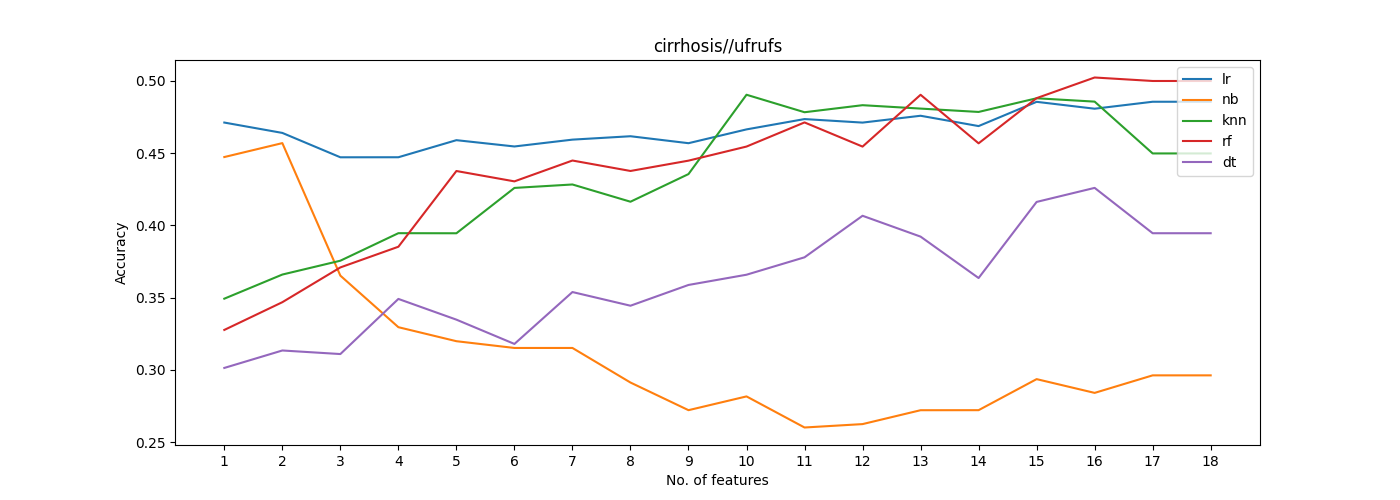 cirrhosis//ufrufs
lr
nb
knn
rf
dt
0.50
0.45
0.40
0.35
0.30
0.25
Accuracy
1 2 3 4 5 6 7 8 9 10 11 12 13 14 15 16 17 18
No. of features